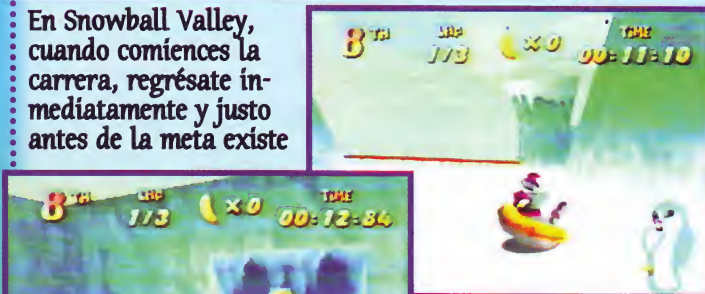 En Snowball Valley,
cuando comiences la
carrera, regrésate in-
mediatamente y justo
antes de la meta existe
8TH LAP 1/3 ×0 TIME 00:11:10
8TH LAP 1/3 ×0 TIME 00:12:84